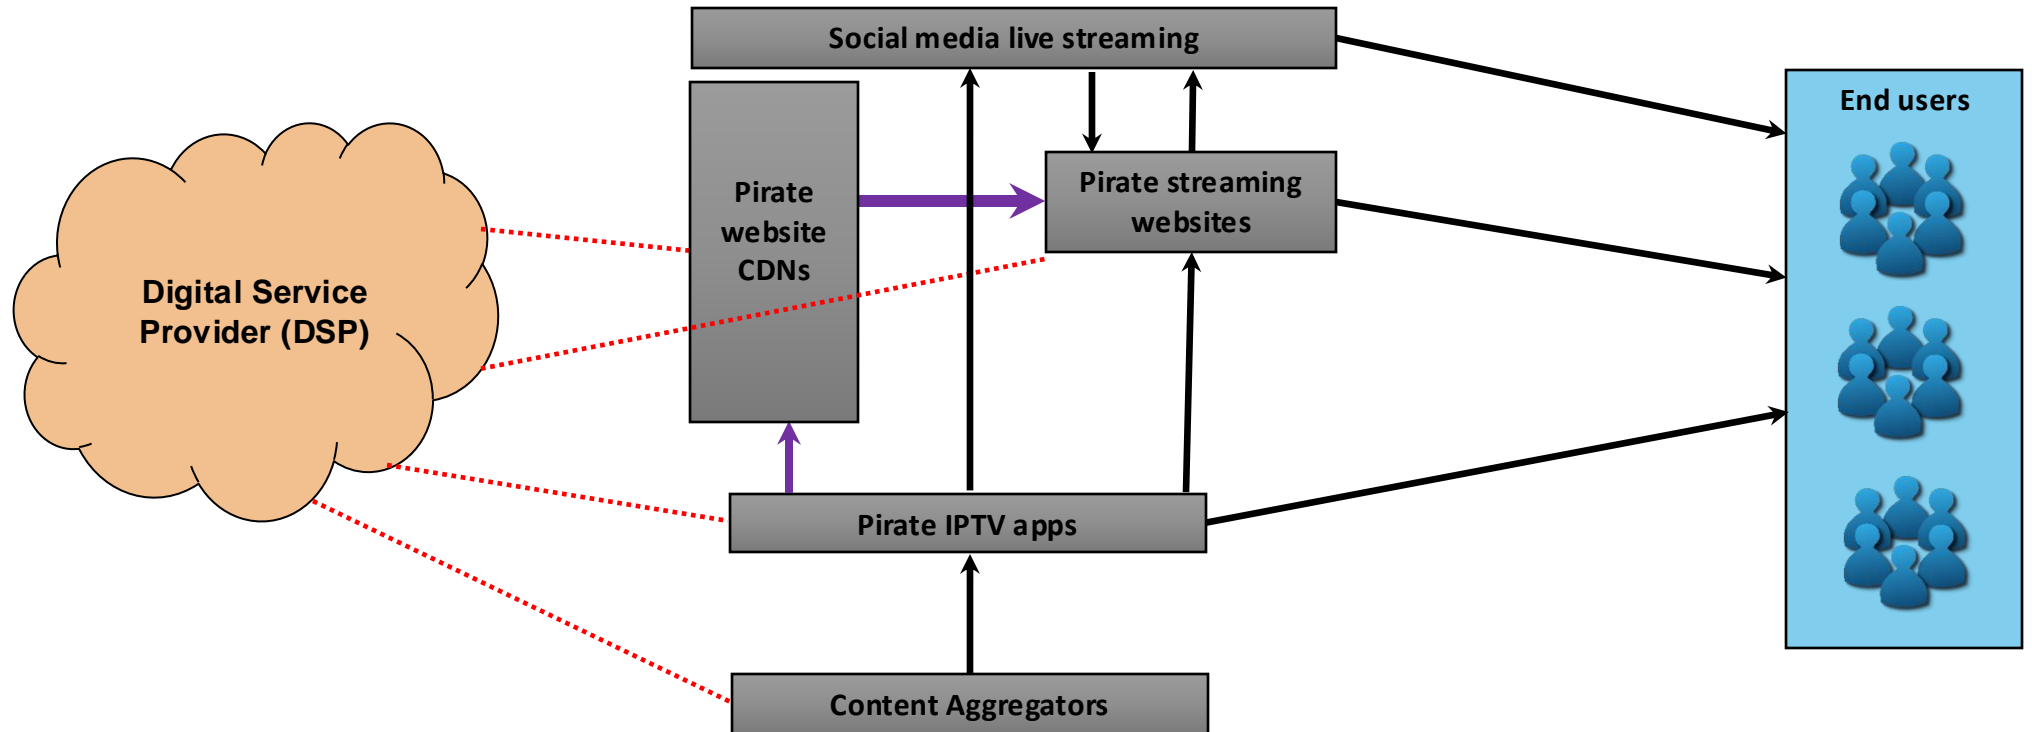 Social media live streaming
End users
Pirate
website
CDNs
Pirate streaming
websites
Digital Service
Provider (DSP)
Pirate IPTV apps
Content Aggregators